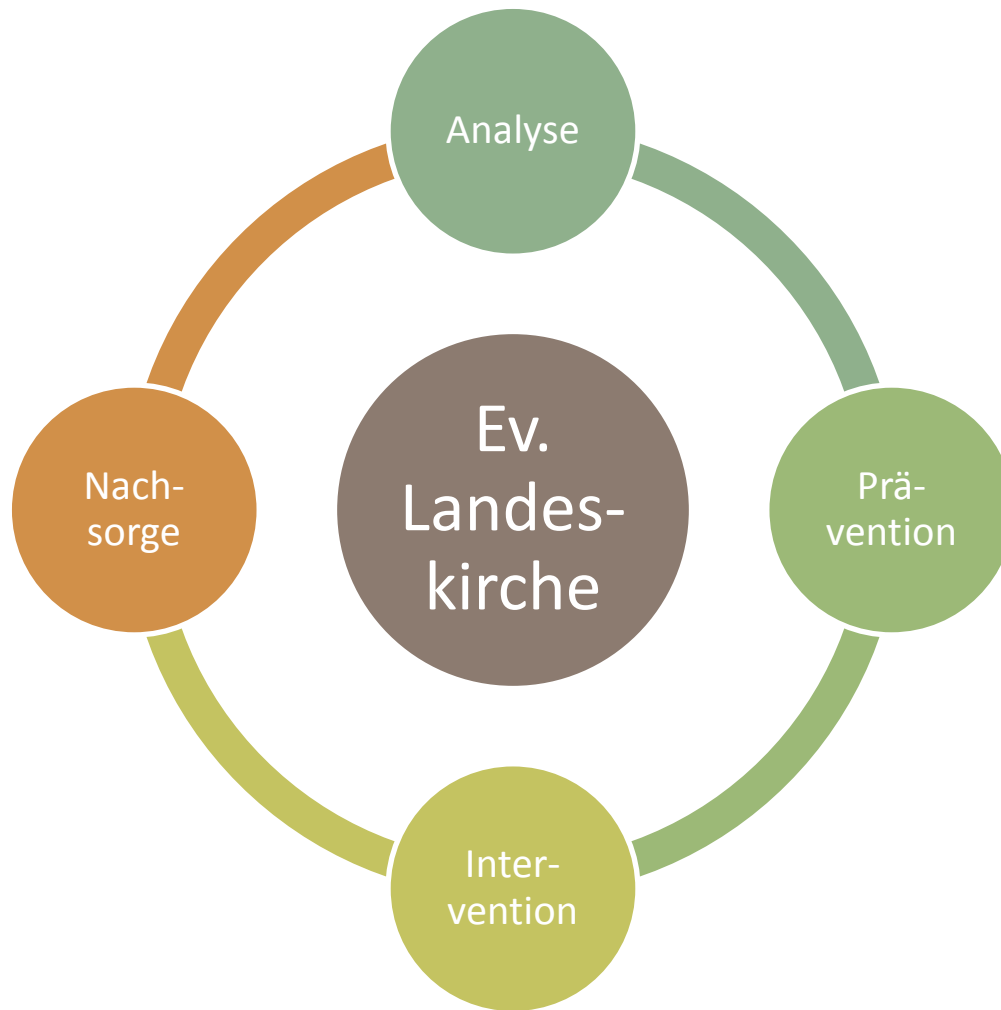 Analyse
Ev.
Landes-
kirche
Nach-
sorge
Prä-
vention
Inter-
vention